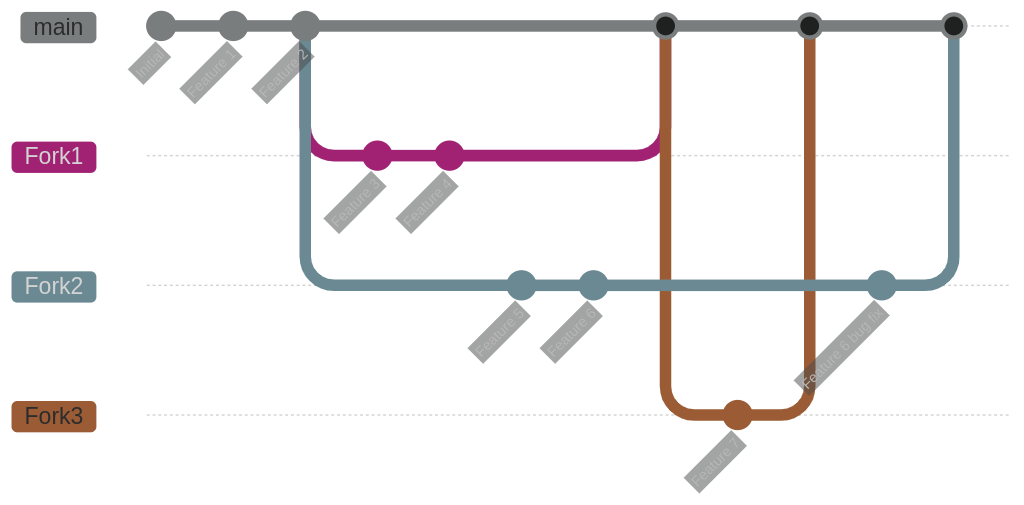 main
Initial
Feature 1
Feature 2
Fork1
Feature 3
Feature 4
Fork2
Feature 5
Feature 6
Feature 6 bug fix
Fork3
Feature 7